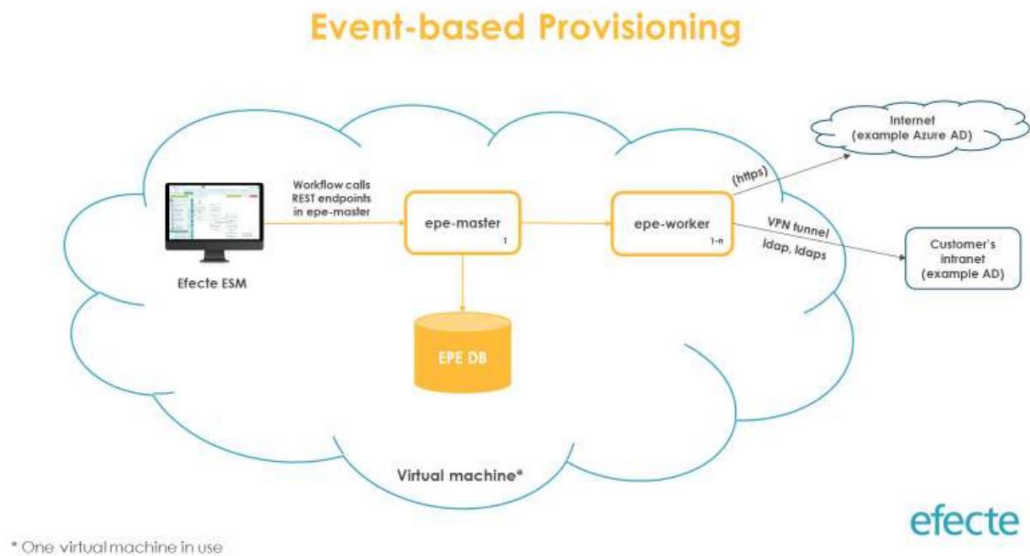 Event-based Provisioning
Internet
(example Azure AD)
Workflow calls
REST endpoints
in epe-master
(https)
epe-master
1
epe-worker
1-n
VPN tunnel
ldap, ldaps
Customer's
intranet
(example AD)
Efecte ESM
EPE DB
Virtual machine*
efecte
* One virtual machine in use